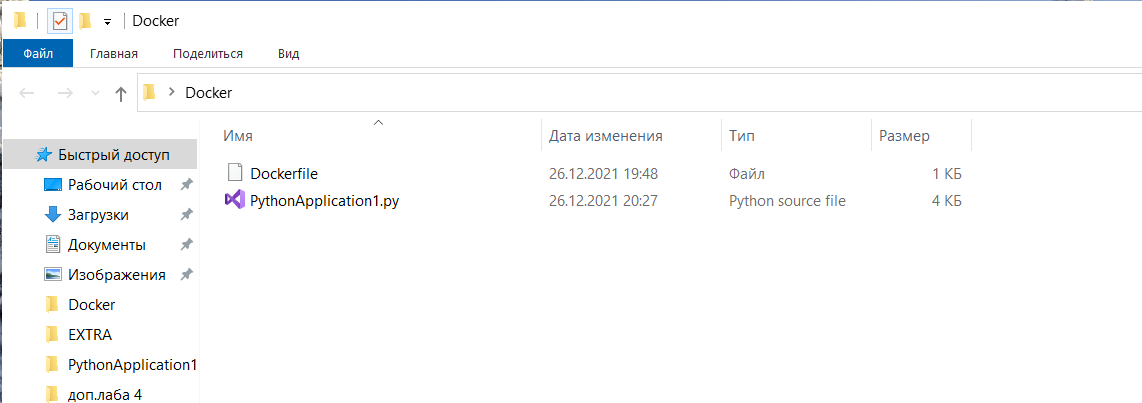 Docker
Файл Главная Поделиться Вид
Docker
Имя Дата изменения Тип Размер
Быстрый доступ
Dockerfile 26.12.2021 19:48 Файл 1 КБ
Рабочий стол
PythonApplication1.py 26.12.2021 20:27 Python source file 4 КБ
Загрузки
Документы
Изображения
Docker
EXTRA
PythonApplication1
доп.лаба 4